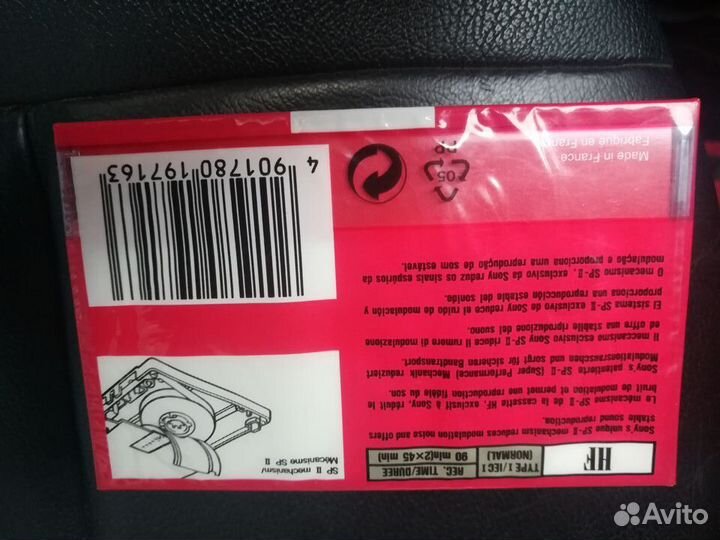 HF
TYPE I / IEC I
(NORMAL)
REC. TIME/DUREE
90 min(2×45 min)
Sony's unique SP-II mechanism reduces modulation noise and offers
stable sound reproduction.
Le mécanisme SP-II de la cassette HF, exclusif à Sony, réduit le
bruit de modulation et permet une reproduction fidèle du son.
Sony's patentierte SP-II (Super) Performance) Mechanik reduziert
Modulationsrauschen und sorgt für sicheren Bandtransport.
Il meccanismo esclusivo Sony SP-II riduce il rumore di modulazione
ed offre una stabile riproduzione del suono.
El sistema SP-II exclusivo de Sony reduce el ruido de modulación y
proporciona una reproducción estable del sonido.
O mecanismo SP-II, exclusivo da Sony reduz os sinais espúrios da
modulação e proporciona uma reprodução de som estável.
SP II mechanism/
Mécanisme SP II
Made in France
Fabriqué en France
05
4 901780 197163
Avito